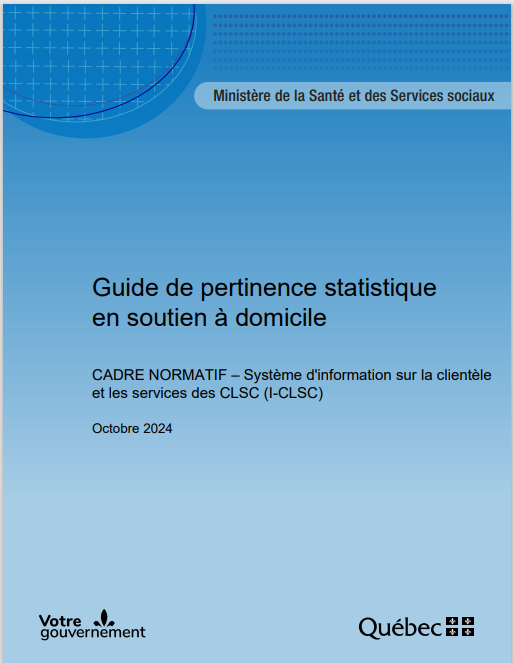 Ministère de la Santé et des Services sociaux
Guide de pertinence statistique
en soutien à domicile
CADRE NORMATIF – Système d'information sur la clientèle
et les services des CLSC (I-CLSC)
Octobre 2024
Votre
gouvernement
Québec